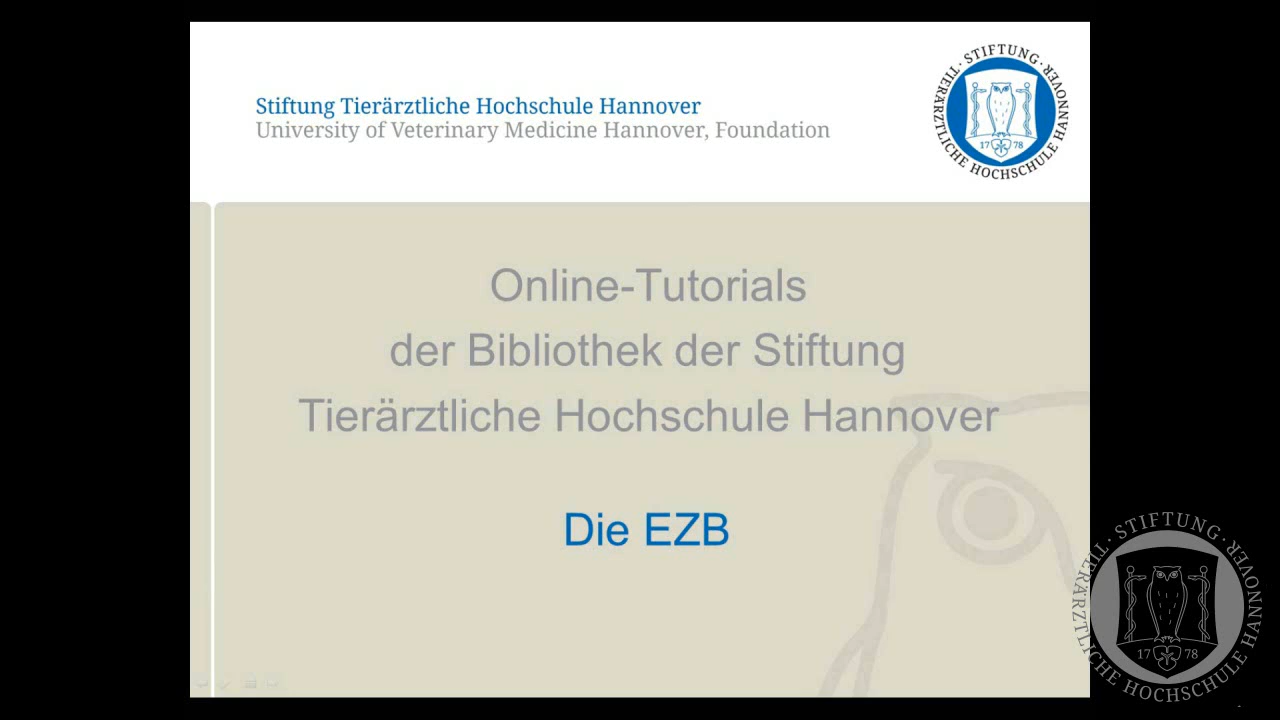 Stiftung Tierärztliche Hochschule Hannover
University of Veterinary Medicine Hannover, Foundation
· STIFTUNG · TIERÄRZTLICHE HOCHSCHULE HANNOVER
17 78
Online-Tutorials
der Bibliothek der Stiftung
Tierärztliche Hochschule Hannover
Die EZB
· STIFTUNG · TIERÄRZTLICHE HOCHSCHULE HANNOVER
17 78